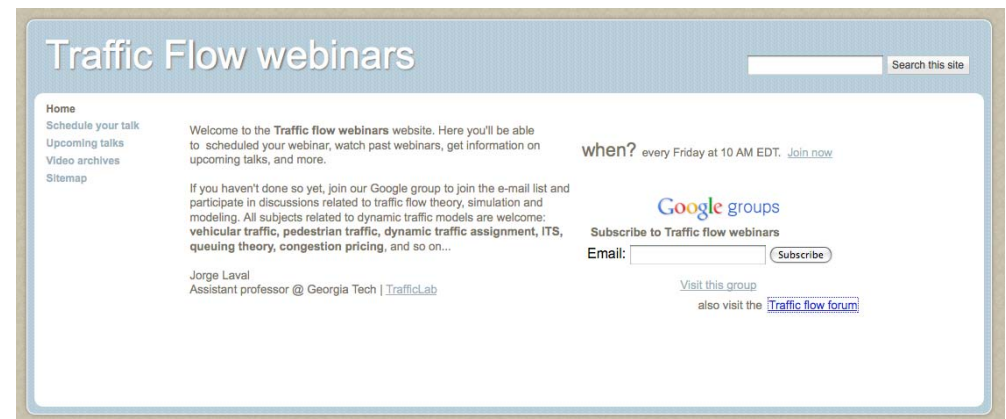 Traffic Flow webinars
Search this site
Home
Schedule your talk
Upcoming talks
Video archives
Sitemap
Welcome to the Traffic flow webinars website. Here you'll be able
to scheduled your webinar, watch past webinars, get information on
upcoming talks, and more.
If you haven't done so yet, join our Google group to join the e-mail list and
participate in discussions related to traffic flow theory, simulation and
modeling. All subjects related to dynamic traffic models are welcome:
vehicular traffic, pedestrian traffic, dynamic traffic assignment, ITS,
queuing theory, congestion pricing, and so on...
Jorge Laval
Assistant professor @ Georgia Tech | TrafficLab
when? every Friday at 10 AM EDT. Join now
Google groups
Subscribe to Traffic flow webinars
Email: Subscribe
Visit this group
also visit the Traffic flow forum